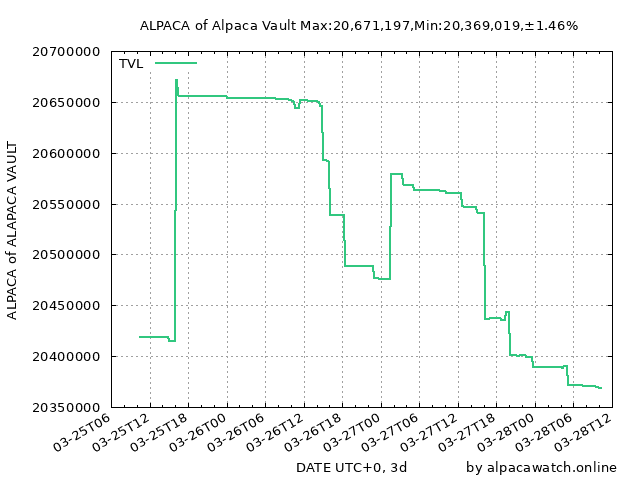 ALPACA of Alpaca Vault Max:20,671,197,Min:20,369,019,±1.46%
TVL
20700000
20650000
20600000
20550000
20500000
20450000
20400000
20350000
ALPACA of ALAPACA VAULT
03-25T06
03-25T12
03-25T18
03-26T00
03-26T06
03-26T12
03-26T18
03-27T00
03-27T06
03-27T12
03-27T18
03-28T00
03-28T06
03-28T12
DATE UTC+0, 3d
by alpacawatch.online